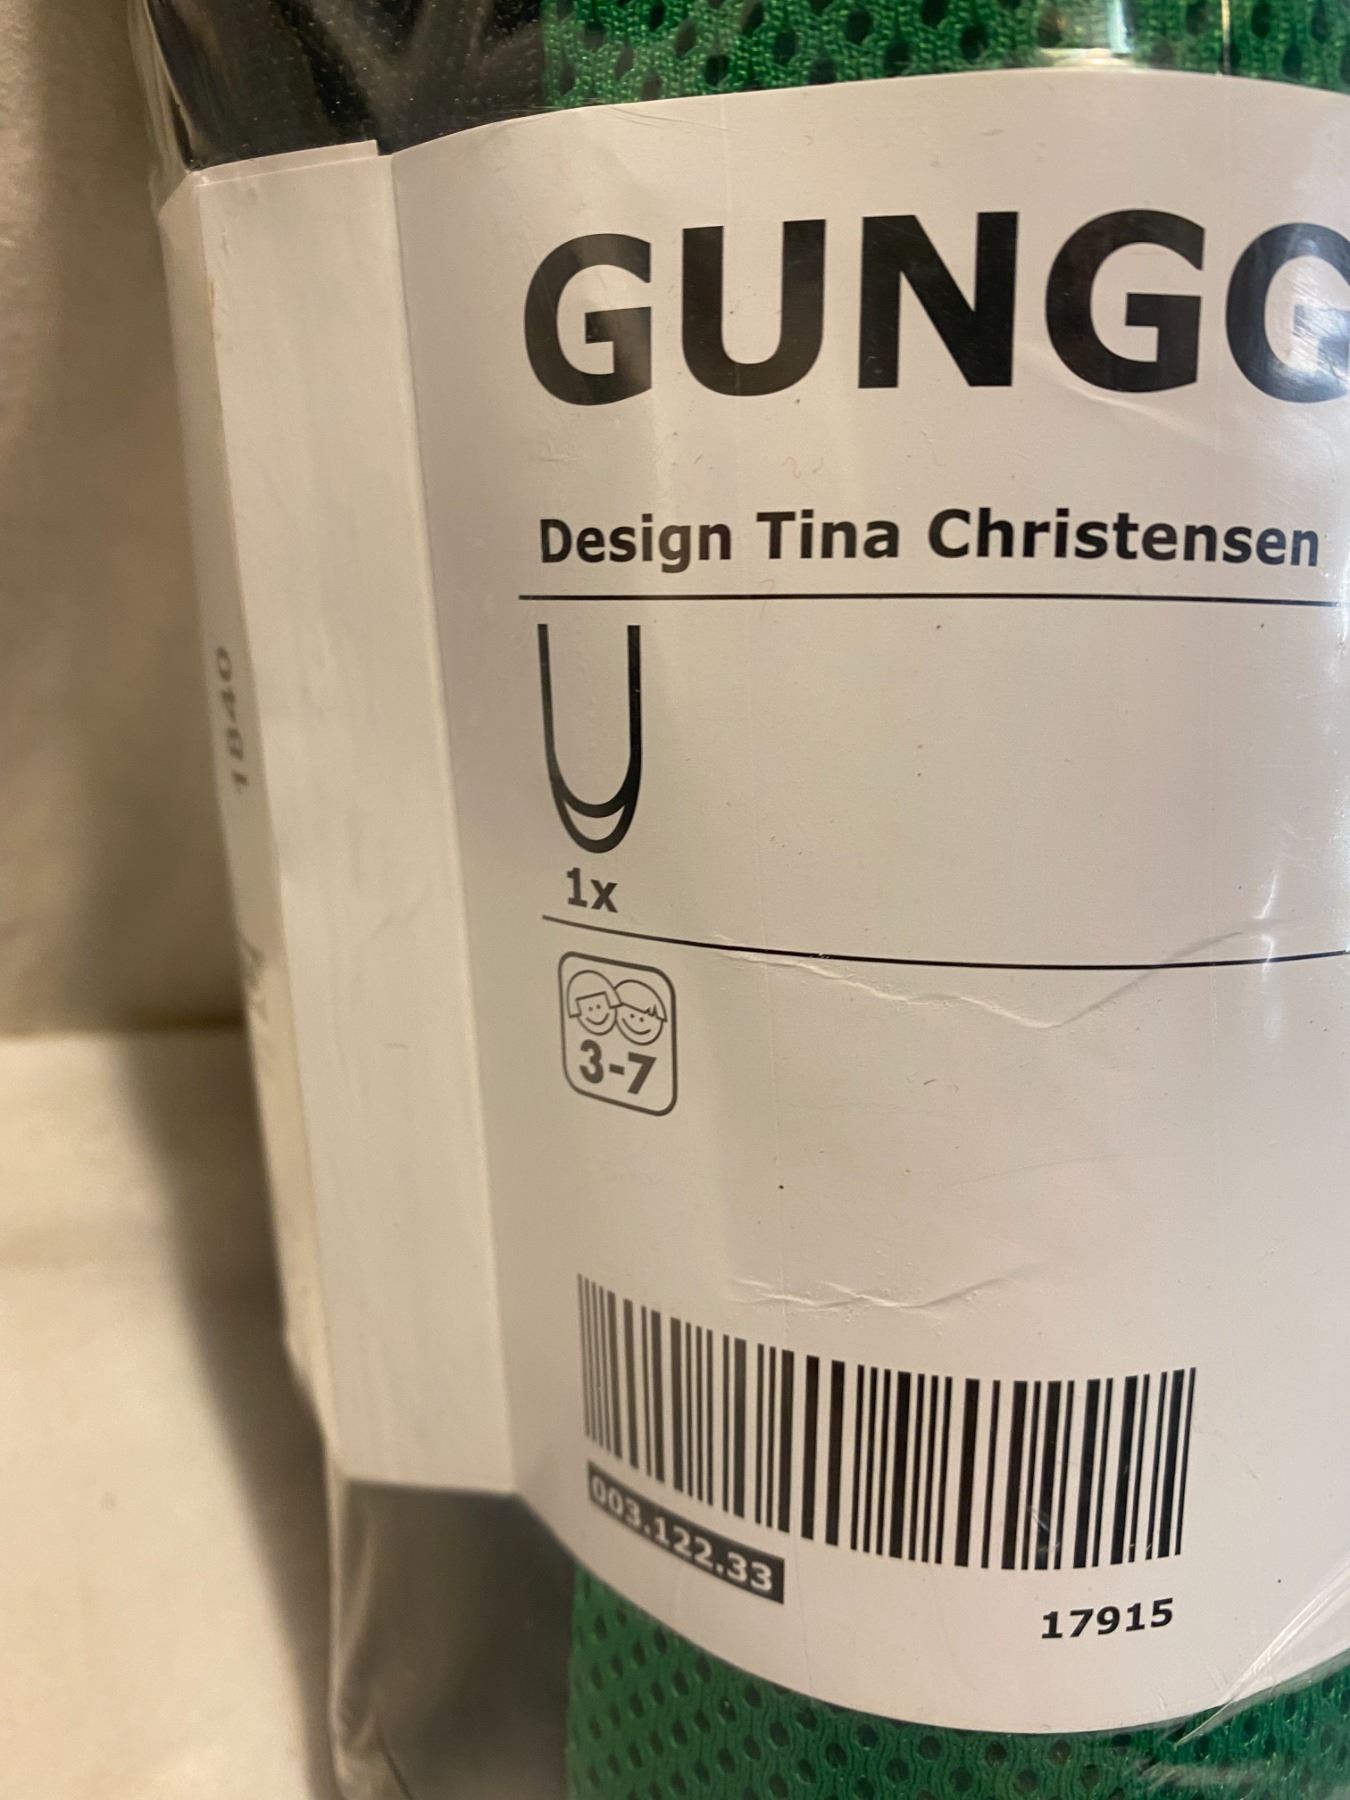 GUNGG
Design Tina Christensen
1840
1x
3-7
003.122.33
17915